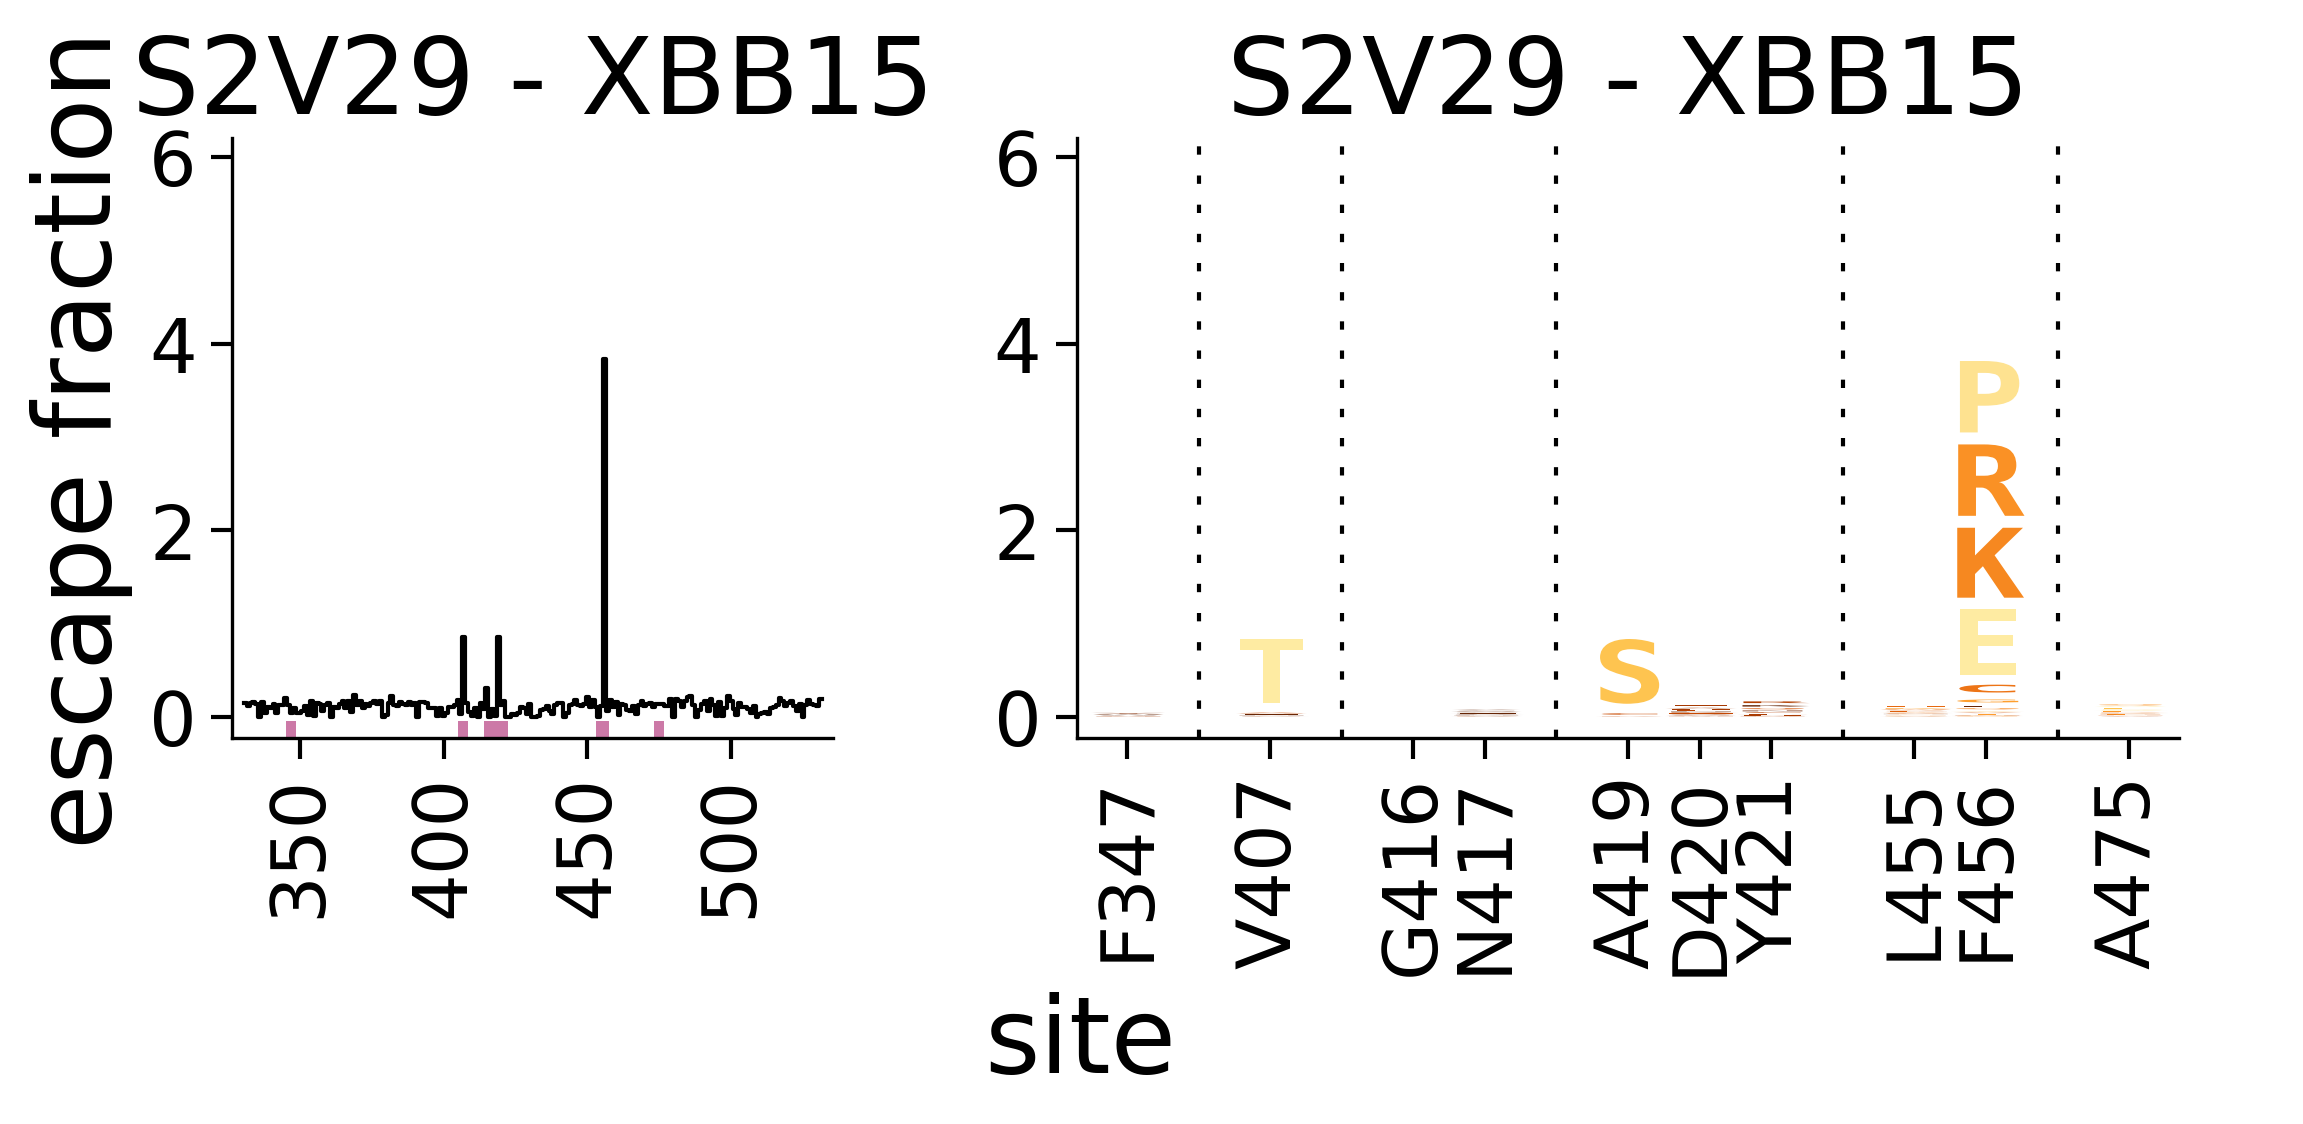 S2V29 - XBB15
S2V29 - XBB15
escape fraction
6
4
2
0
350
400
450
500
6
4
2
0
T
S
P
R
K
E
F347
V407
G416
N417
A419
D420
Y421
L455
F456
A475
site